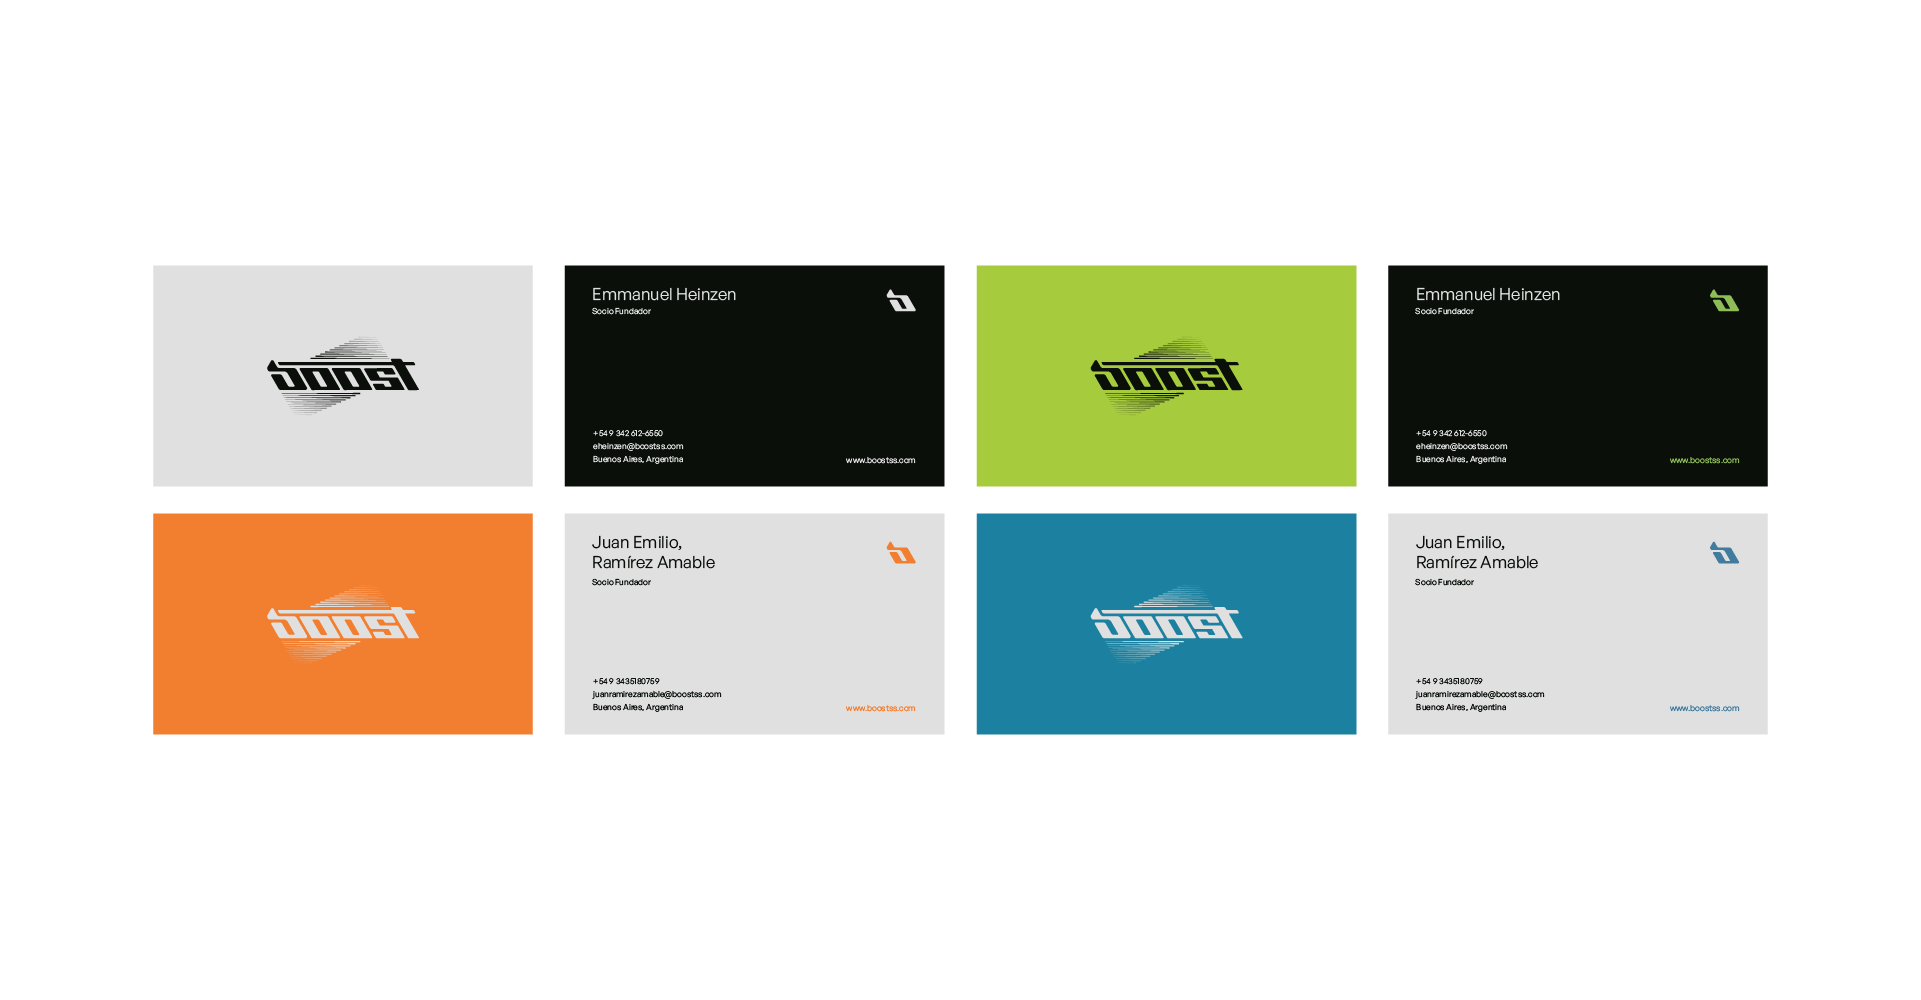 boost
Emmanuel Heinzen
Socio Fundador
+54 9 342 612-6550
eheinzen@boostss.com
Buenos Aires, Argentina
www.boostss.com
boost
Emmanuel Heinzen
Socio Fundador
+54 9 342 612-6550
eheinzen@boostss.com
Buenos Aires, Argentina
www.boostss.com
boost
Juan Emilio,
Ramírez Amable
Socio Fundador
+54 9 3435180759
juanramirezamable@boostss.com
Buenos Aires, Argentina
www.boostss.com
boost
Juan Emilio,
Ramírez Amable
Socio Fundador
+54 9 3435180759
juanramirezamable@boostss.com
Buenos Aires, Argentina
www.boostss.com